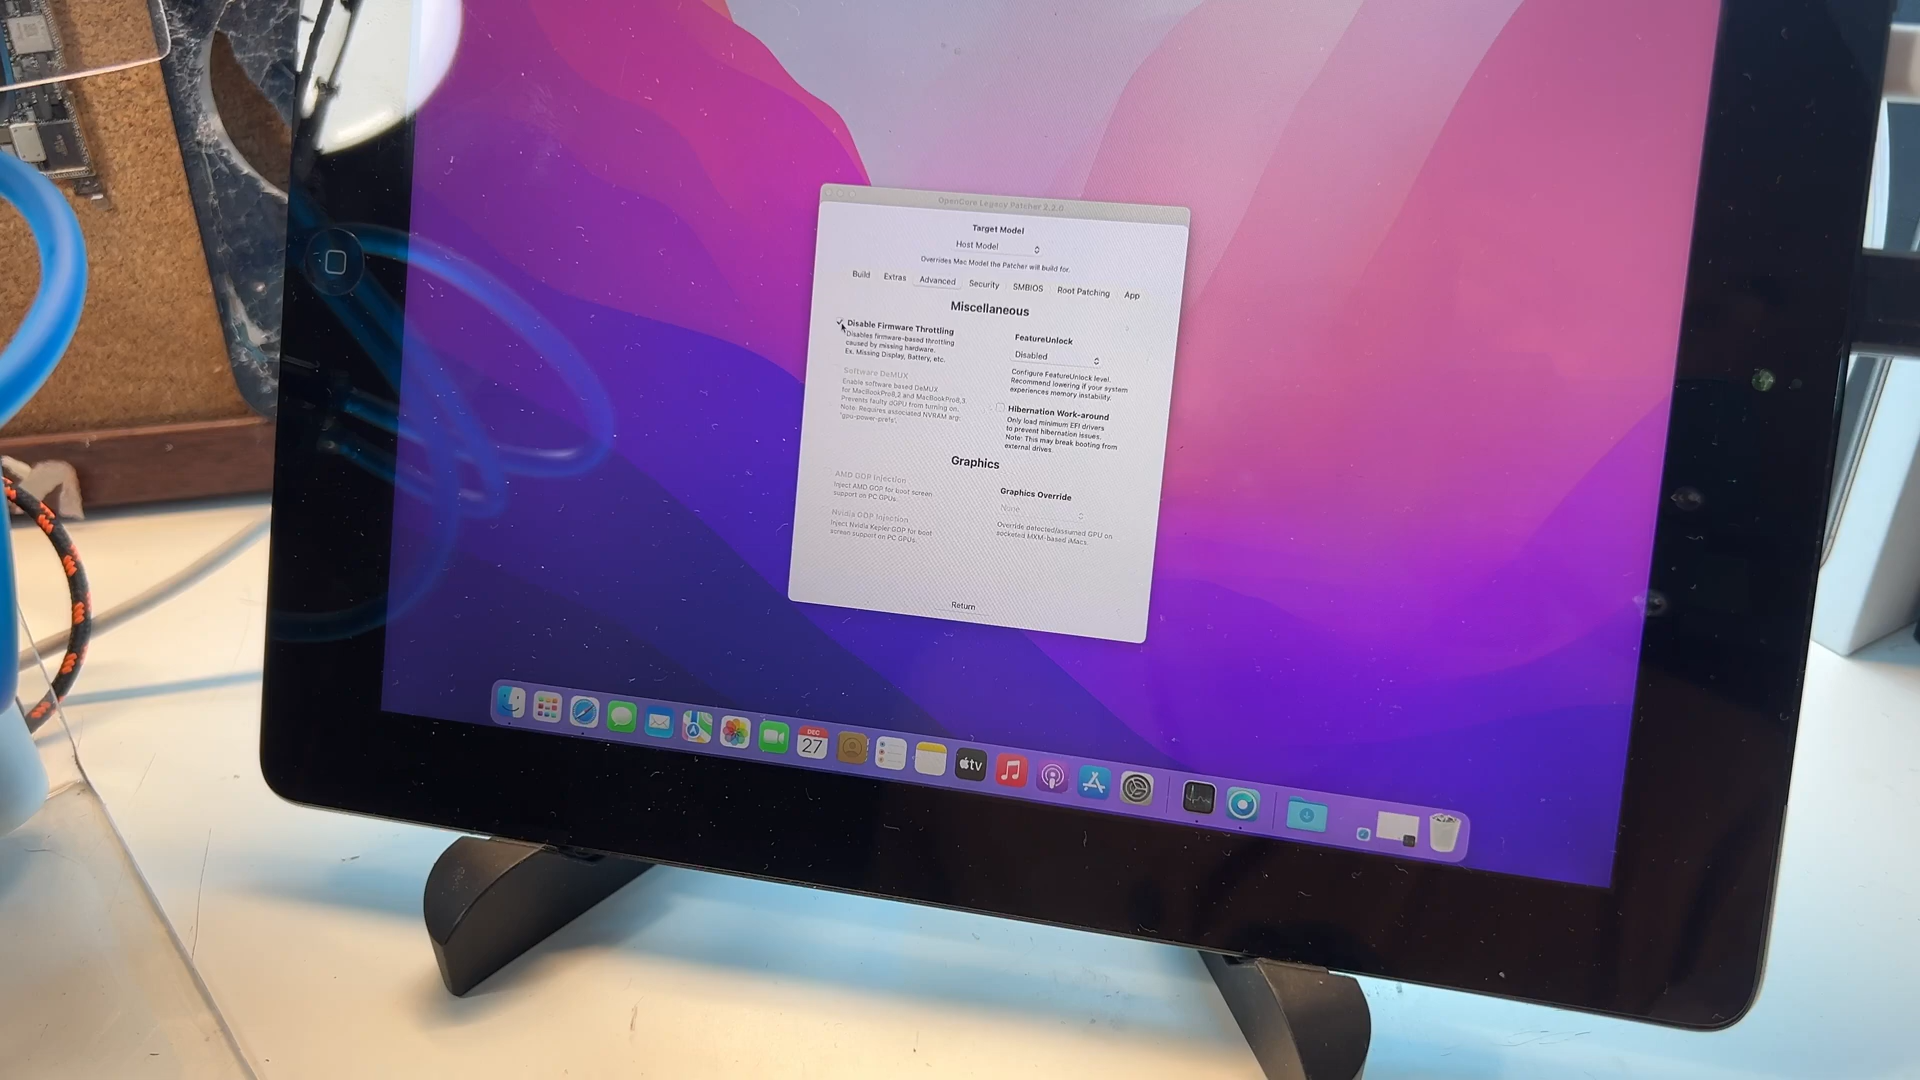 OpenCore Legacy Patcher 2.2.0
Target Model
Host Model
Overrides Mac Model the Patcher will build for.
Build Extras Advanced Security SMBIOS Root Patching App
Miscellaneous
Disable Firmware Throttling
Disables firmware-based throttling
caused by missing hardware.
Ex. Missing Display, Battery, etc.
Software DeMUX
Enable software based DeMUX
for MacBookPro8,2 and MacBookPro8,3.
Prevents faulty dGPU from turning on.
Note: Requires associated NVRAM arg:
'gpu-power-prefs'.
FeatureUnlock
Disabled
Configure FeatureUnlock level.
Recommend lowering if your system
experiences memory instability.
Hibernation Work-around
Only load minimum EFI drivers
to prevent hibernation issues.
Note: This may break booting from
external drives.
Graphics
AMD GOP Injection
Inject AMD GOP for boot screen
support on PC GPUs.
Nvidia GOP Injection
Inject Nvidia Kepler GOP for boot
screen support on PC GPUs.
Graphics Override
None
Override detected/assumed GPU on
socketed MXM-based iMacs.
Return
DEC
27
tv